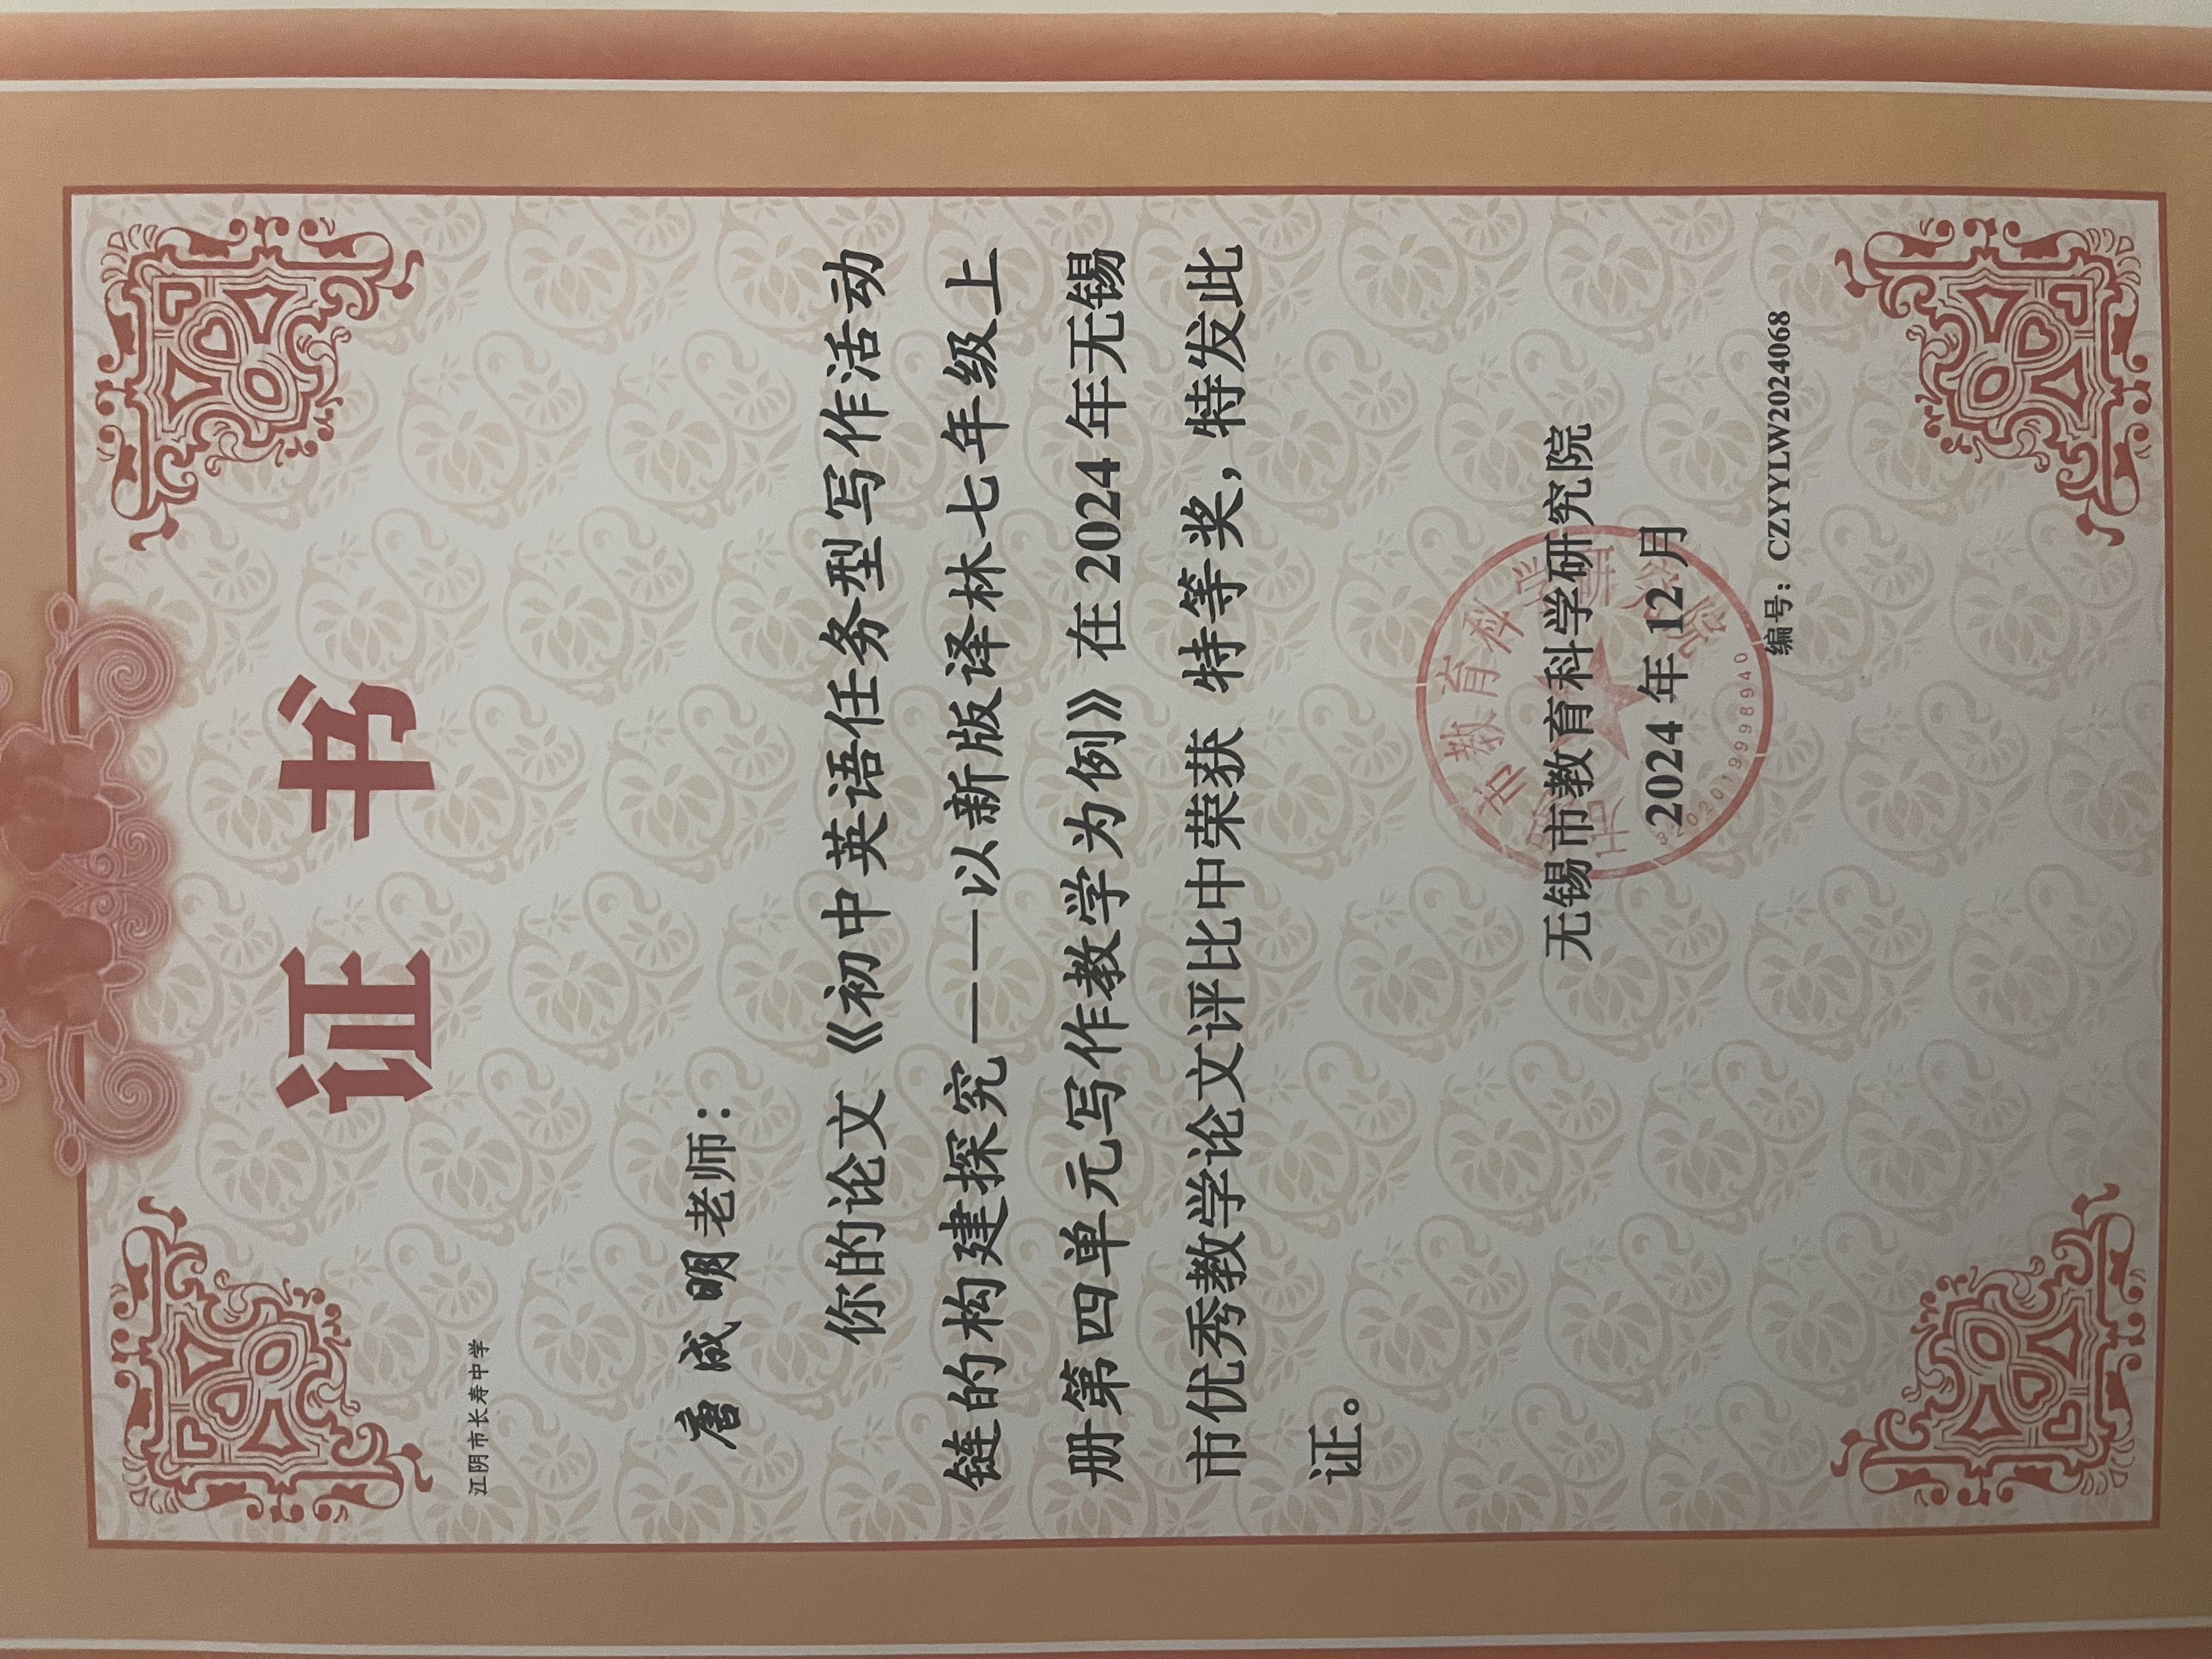 证书
江阴市长寿中学
唐成明老师：
你的论文《初中英语任务型写作活动
链的构建探究——以新版译林七年级上
册第四单元写作教学为例》在2024年无锡
市优秀教学论文评比中荣获 特等奖，特发此
证。
无锡市教育科学研究院
2024年12月
编号：CZYYLW2024068